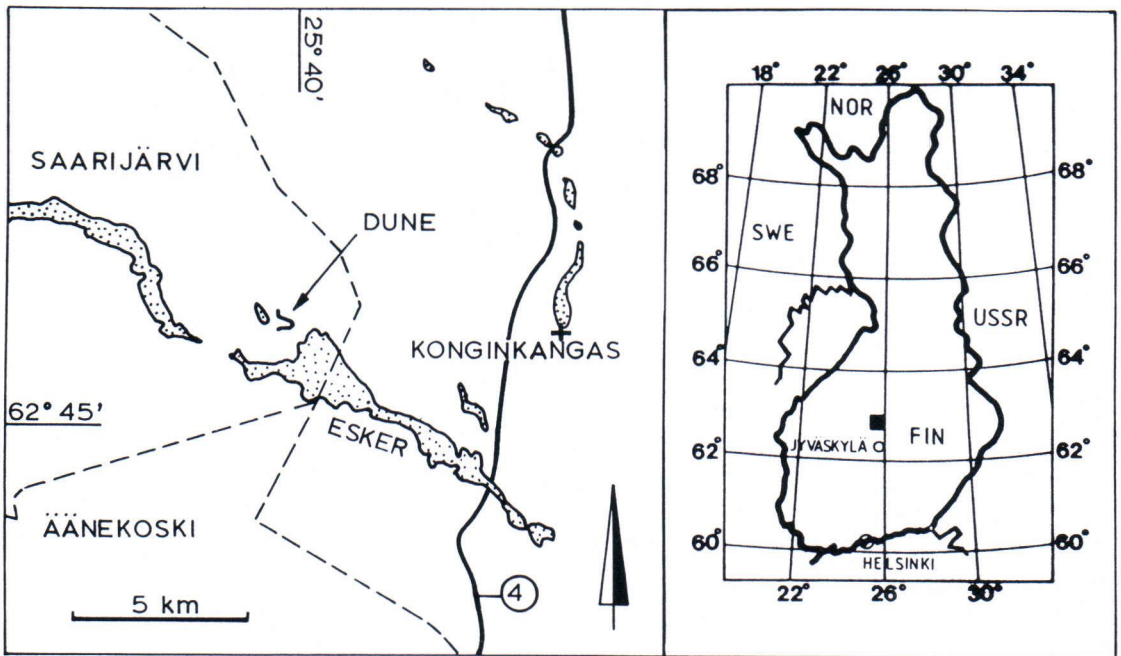 25° 40'
SAARIJÄRVI
DUNE
KONGINKANGAS
62° 45'
ESKER
ÄÄNEKOSKI
5 km
4
18° 22° 26° 30° 34°
NOR
68° 68°
SWE
66° 66°
USSR
64° 64°
JYVÄSKYLÄ FIN
62° 62°
60° 60°
HELSINKI
22° 26° 30°